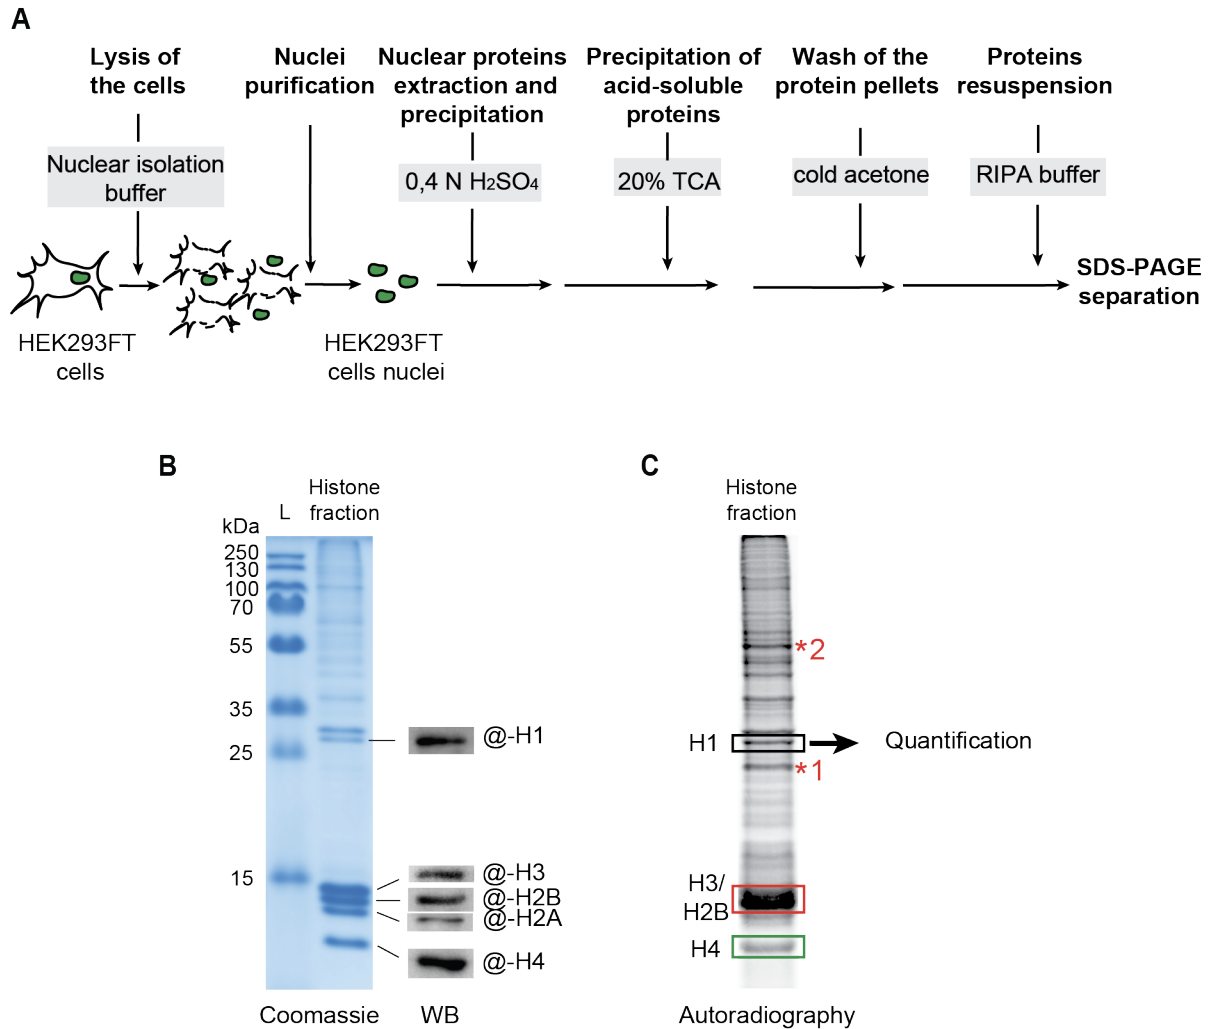 A
Lysis of
the cells
Nuclei
purification
Nuclear proteins
extraction and
precipitation
Precipitation of
acid-soluble
proteins
Wash of the
protein pellets
Proteins
resuspension
Nuclear isolation
buffer
0,4 N H₂SO₄
20% TCA
cold acetone
RIPA buffer
HEK293FT
cells
HEK293FT
cells nuclei
SDS-PAGE
separation
B
Histone
fraction
L
kDa
250
130
100
70
55
35
25
15
@-H1
@-H3
@-H2B
@-H2A
@-H4
Coomassie
WB
C
Histone
fraction
*2
H1
Quantification
*1
H3/
H2B
H4
Autoradiography